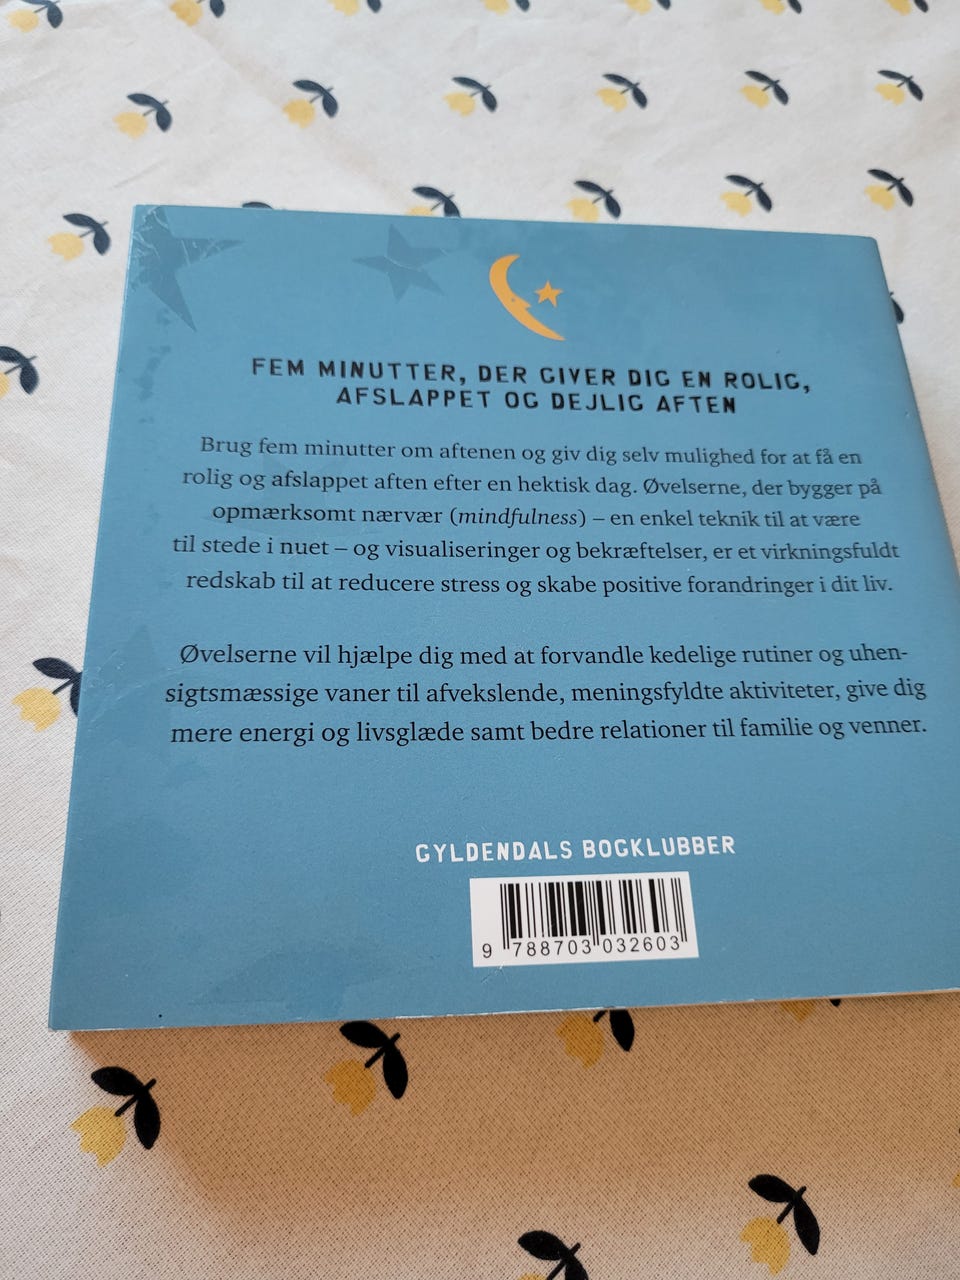 FEM MINUTTER, DER GIVER DIG EN ROLIG,
AFSLAPPET OG DEJLIG AFTEN
Brug fem minutter om aftenen og giv dig selv mulighed for at få en
rolig og afslappet aften efter en hektisk dag. Øvelserne, der bygger på
opmærksomt nærvær (mindfulness) – en enkel teknik til at være
til stede i nuet – og visualiseringer og bekræftelser, er et virkningsfuldt
redskab til at reducere stress og skabe positive forandringer i dit liv.
Øvelserne vil hjælpe dig med at forvandle kedelige rutiner og uhen-
sigtsmæssige vaner til afvekslende, meningsfyldte aktiviteter, give dig
mere energi og livsglæde samt bedre relationer til familie og venner.
GYLDENDALS BOGKLUBBER
9 788703 032603